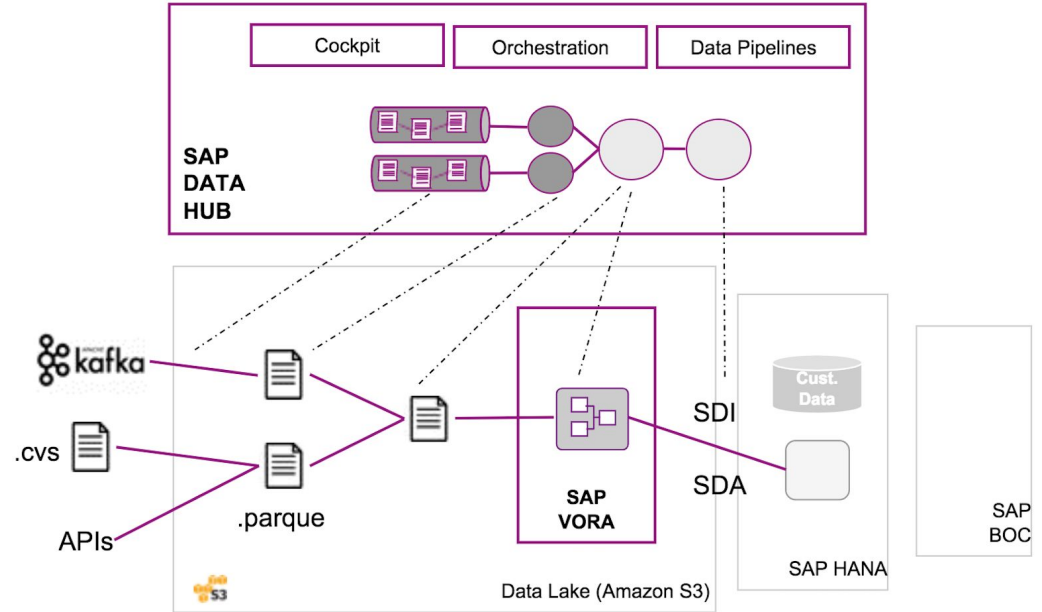 Cockpit
Orchestration
Data Pipelines
SAP
DATA
HUB
APACHE
kafka
.cvs
APIs
.parque
SAP
VORA
SDI
SDA
Cust.
Data
SAP HANA
SAP
BOC
S3
Data Lake (Amazon S3)